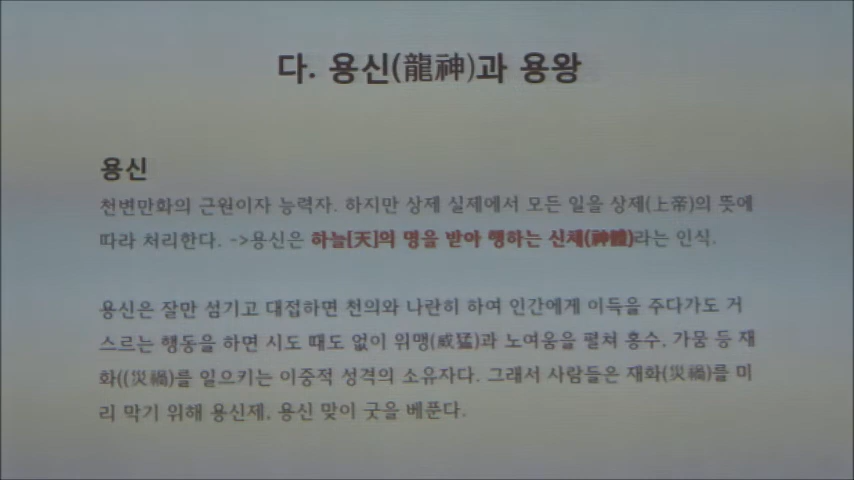 다. 용신(龍神)과 용왕
용신
천변만화의 근원이자 능력자. 하지만 상제 실제에서 모든 일을 상제(上帝)의 뜻에
따라 처리한다. ->용신은 하늘[天]의 명을 받아 행하는 신체(神體)라는 인식.
용신은 잘만 섬기고 대접하면 천의와 나란히 하여 인간에게 이득을 주다가도 거
스르는 행동을 하면 시도 때도 없이 위맹(威猛)과 노여움을 펼쳐 홍수, 가뭄 등 재
화((災禍)를 일으키는 이중적 성격의 소유자다. 그래서 사람들은 재화(災禍)를 미
리 막기 위해 용신제, 용신 맞이 굿을 베푼다.